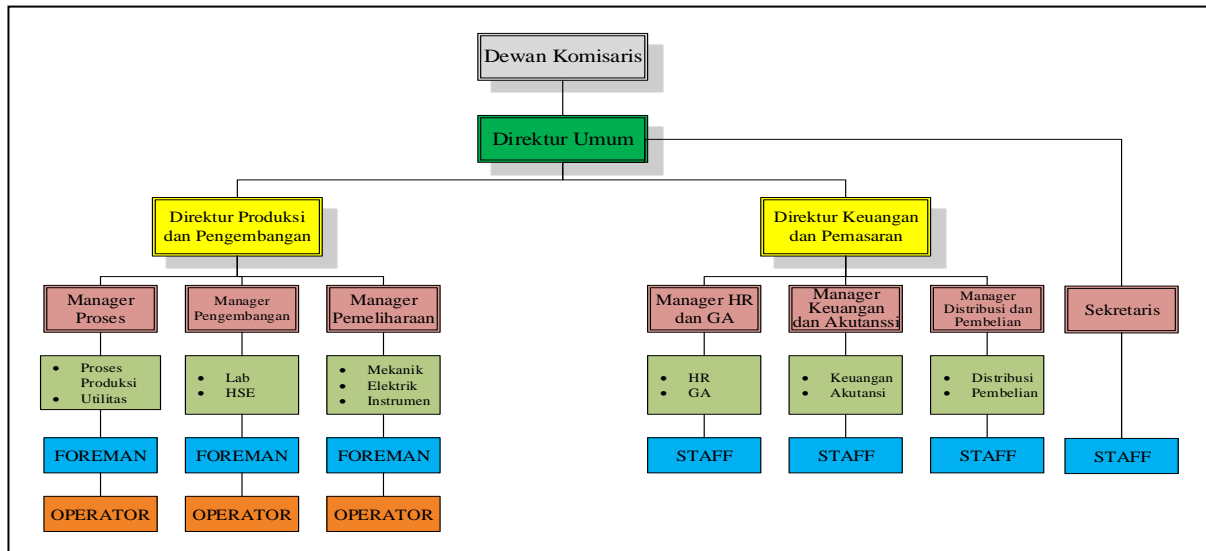 Dewan Komisaris
Direktur Umum
Direktur Produksi
dan Pengembangan
Direktur Keuangan
dan Pemasaran
Manager
Proses
Manager
Pengembangan
Manager
Pemeliharaan
Manager HR
dan GA
Manager
Keuangan
dan Akutanssi
Manager
Distribusi dan
Pembelian
Sekretaris
• Proses
Produksi
• Utilitas
• Lab
• HSE
• Mekanik
• Elektrik
• Instrumen
• HR
• GA
• Keuangan
• Akutansi
• Distribusi
• Pembelian
FOREMAN
FOREMAN
FOREMAN
STAFF
STAFF
STAFF
STAFF
OPERATOR
OPERATOR
OPERATOR